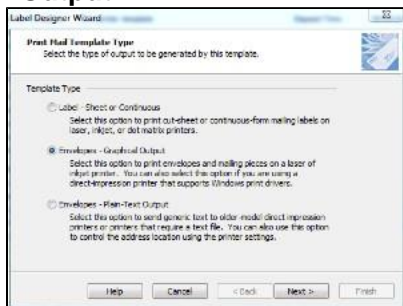 Label Designer Wizard
Print Mail Template Type
Select the type of output to be generated by this template.
Template Type
Label - Sheet or Continuous
Select this option to print cut-sheet or continuous-form mailing labels on
laser, inkjet, or dot matrix printers.
Envelopes - Graphical Output
Select this option to print envelopes and mailing pieces on a laser of
inkjet printer. You can also select this option if you are using a
direct-impression printer that supports Windows print drivers.
Envelopes - Plain-Text Output
Select this option to send generic text to older-model direct impression
printers or printers that require a text file. You can also use this option
to control the address location using the printer settings.
Help
Cancel
< Back
Next >
Finish